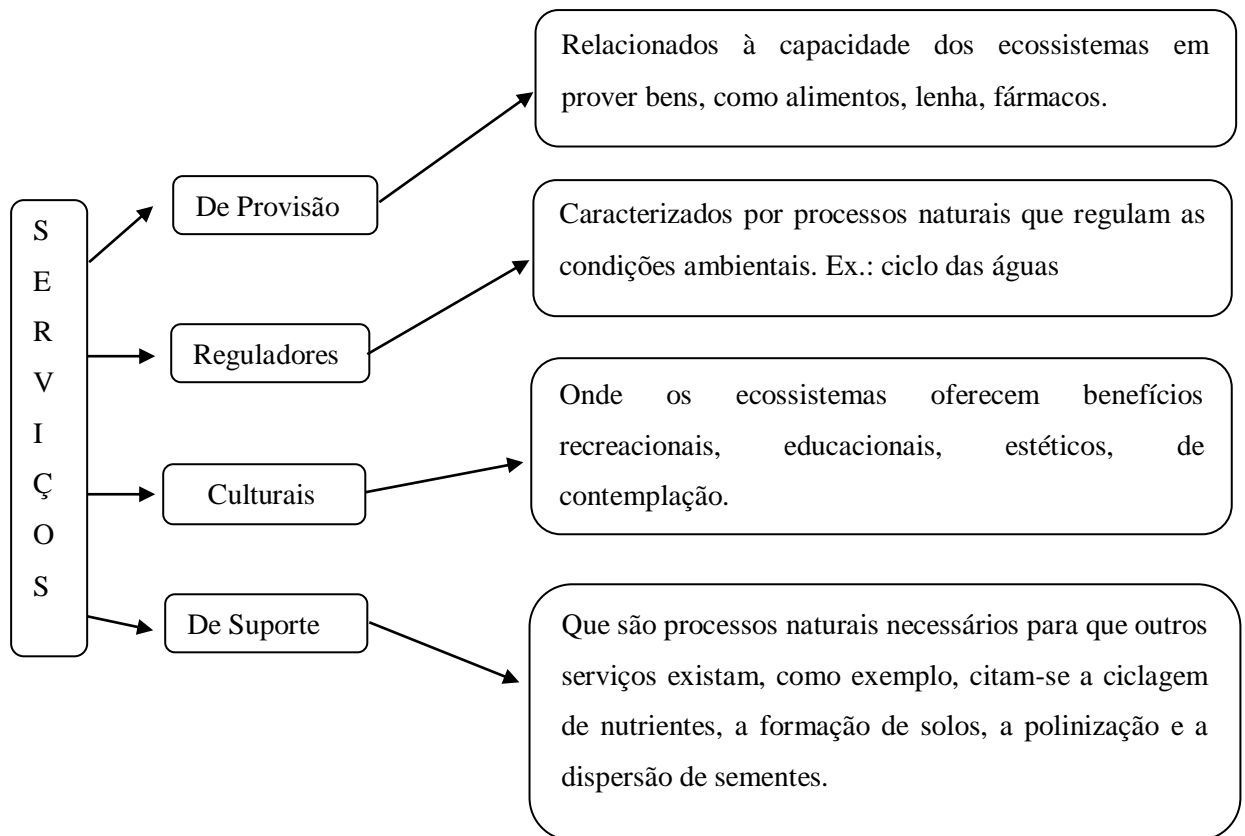 SERVIÇOS
De Provisão
Relacionados à capacidade dos ecossistemas em
prover bens, como alimentos, lenha, fármacos.
Reguladores
Caracterizados por processos naturais que regulam as
condições ambientais. Ex.: ciclo das águas
Culturais
Onde os ecossistemas oferecem benefícios
recreacionais, educacionais, estéticos, de
contemplação.
De Suporte
Que são processos naturais necessários para que outros
serviços existam, como exemplo, citam-se a ciclagem
de nutrientes, a formação de solos, a polinização e a
dispersão de sementes.